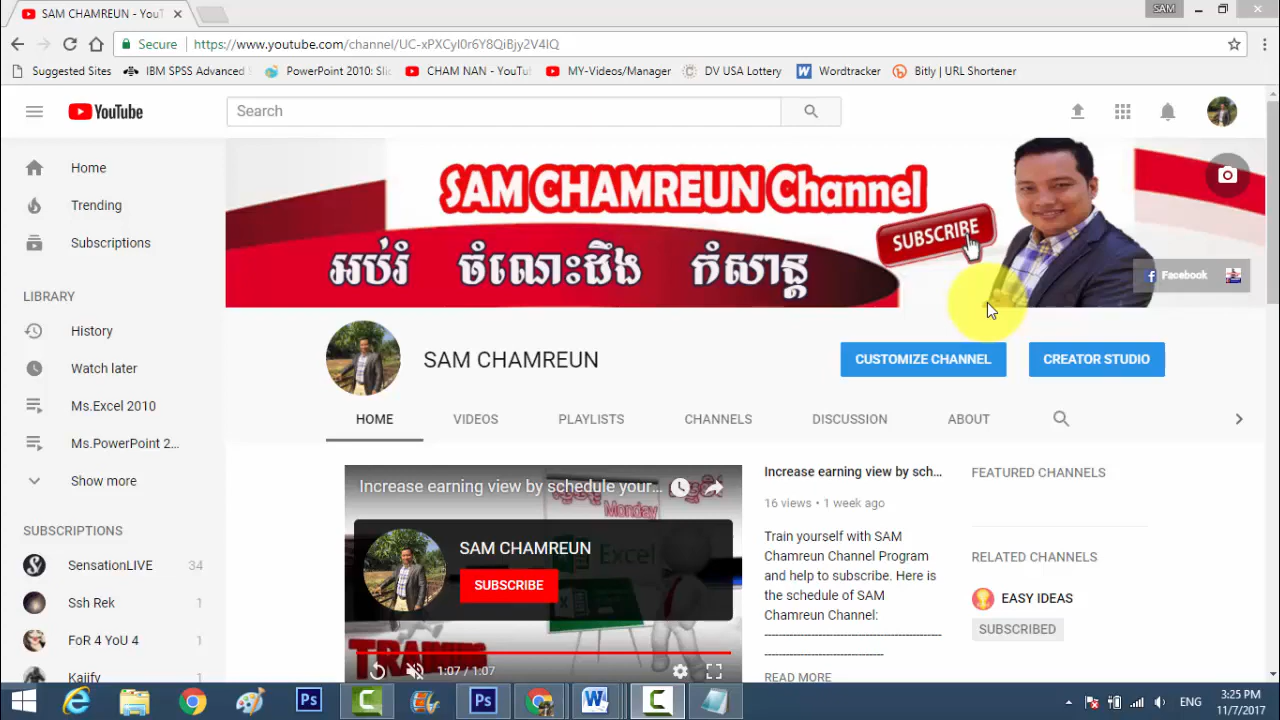 SAM CHAMREUN - YouT
SAM
Secure
https://www.youtube.com/channel/UC-xPXCyI0r6Y8QiBjy2V4IQ
Suggested Sites
IBM SPSS Advanced
PowerPoint 2010: Slic
CHAM NAN - YouTu
MY-Videos/Manager
DV USA Lottery
Wordtracker
Bitly | URL Shortener
YouTube
Search
Home
Trending
Subscriptions
LIBRARY
History
Watch later
Ms.Excel 2010
Ms.PowerPoint 2...
Show more
SUBSCRIPTIONS
SensationLIVE 34
Ssh Rek 1
FoR 4 YoU 4 1
Kajify
SAM CHAMREUN Channel
SUBSCRIBE
អប់រំ ចំណេះដឹង កំសាន្ត
Facebook
SAM CHAMREUN
CUSTOMIZE CHANNEL
CREATOR STUDIO
HOME
VIDEOS
PLAYLISTS
CHANNELS
DISCUSSION
ABOUT
Increase earning view by schedule your...
Monday
Excel
SAM CHAMREUN
SUBSCRIBE
TRAINING
1:07 / 1:07
Increase earning view by sch...
16 views • 1 week ago
Train yourself with SAM
Chamreun Channel Program
and help to subscribe. Here is
the schedule of SAM
Chamreun Channel:
READ MORE
FEATURED CHANNELS
RELATED CHANNELS
EASY IDEAS
SUBSCRIBED
ENG
3:25 PM
11/7/2017